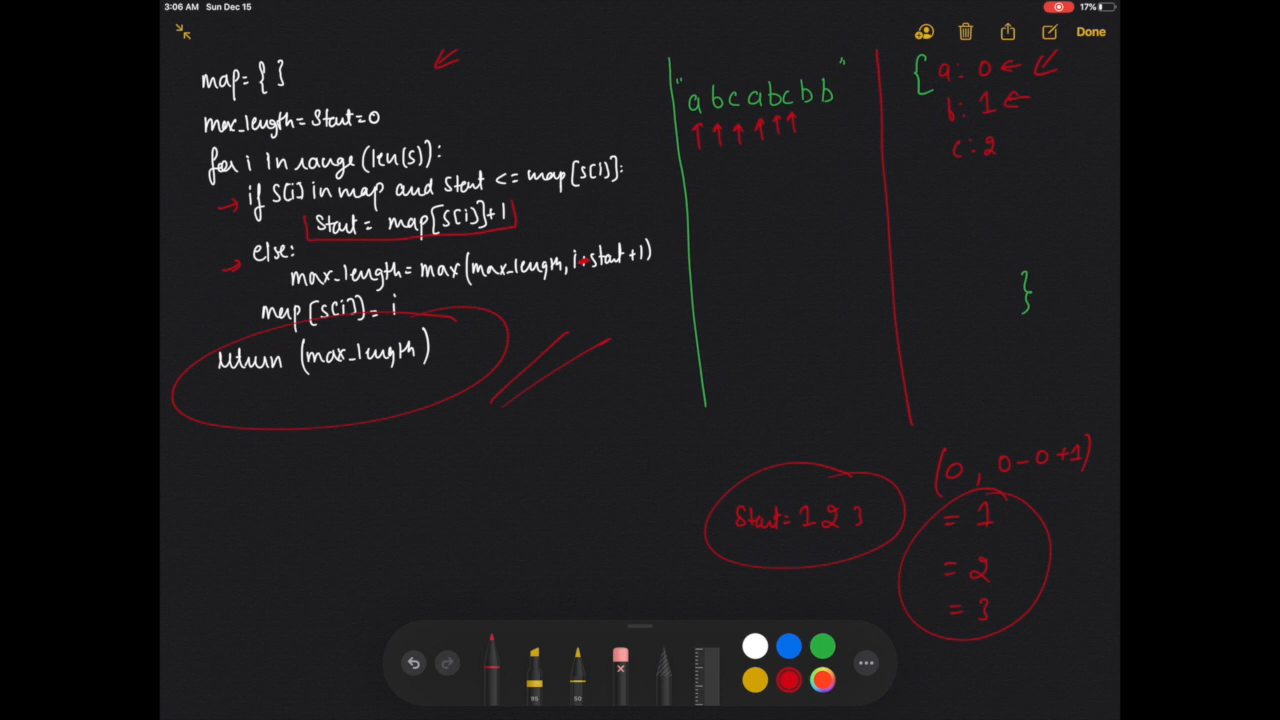 3:06 AM Sun Dec 15
17%
Done
map = { }
max_length = Start = 0
for i in range (len(s)):
if S[i] in map and Start <= map[S[i]]:
Start = map[S[i]]+1
else:
max_length = max(max_length, i-start+1)
map[S[i]] = i
return (max_length)
"abcabcbb"
{ a: 0
b: 1
c: 2
}
(0, 0-0+1)
= 1
= 2
= 3
Start = 1 2 3
95
50